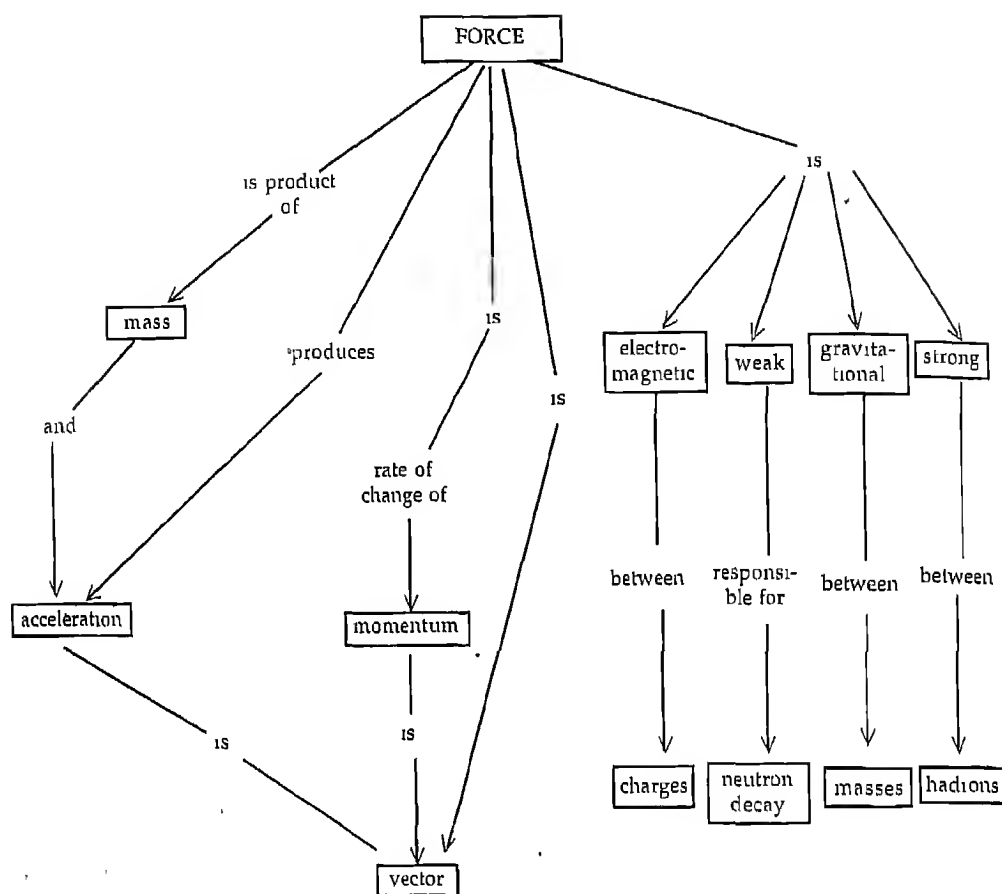 FORCE
is
is product
of
mass
is
produces
electro-
magnetic
weak
gravita-
tional
strong
is
and
rate of
change of
between
responsi-
ble for
between
between
acceleration
momentum
is
is
charges
neutron
decay
masses
hadions
vector